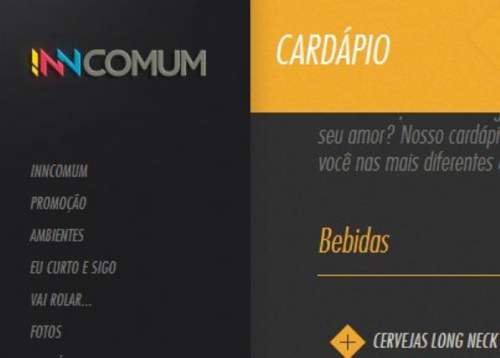 !NNCOMUM
INNCOMUM
PROMOÇÃO
AMBIENTES
EU CURTO E SIGO
VAI ROLAR...
FOTOS
CARDÁPIO
seu amor? Nosso cardápi
você nas mais diferentes
Bebidas
CERVEJAS LONG NECK